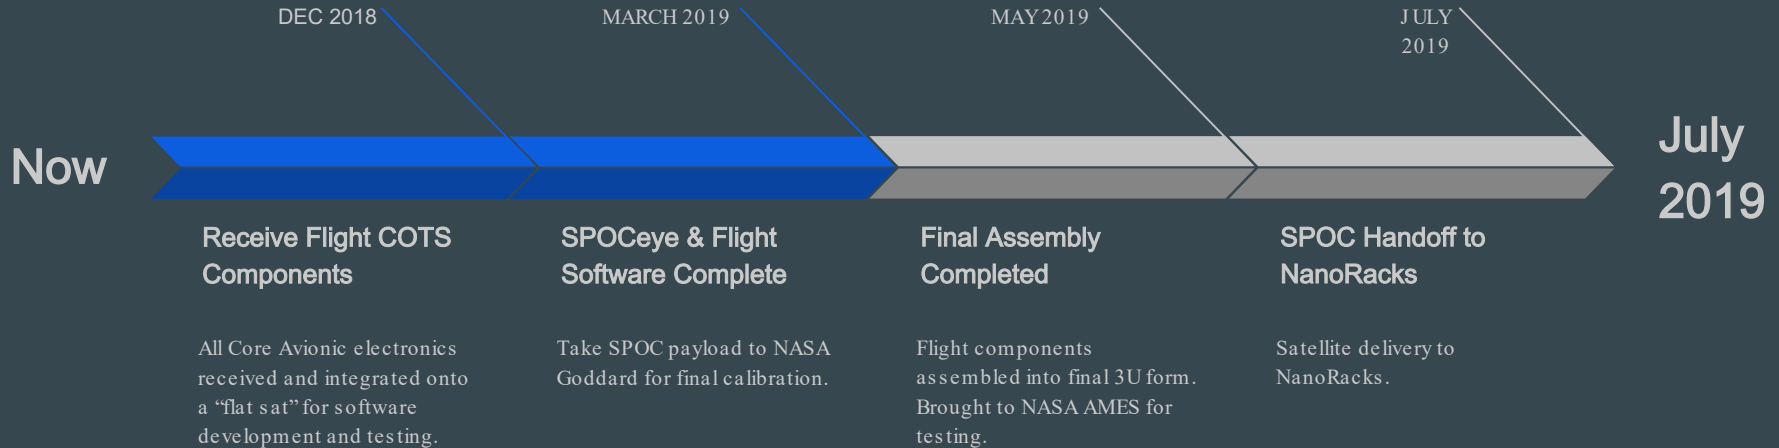 DEC 2018
MARCH 2019
MAY 2019
JULY
2019
Now
July
2019
Receive Flight COTS
Components
All Core Avionic electronics
received and integrated onto
a “flat sat” for software
development and testing.
SPOCeye & Flight
Software Complete
Take SPOC payload to NASA
Goddard for final calibration.
Final Assembly
Completed
Flight components
assembled into final 3U form.
Brought to NASA AMES for
testing.
SPOC Handoff to
NanoRacks
Satellite delivery to
NanoRacks.